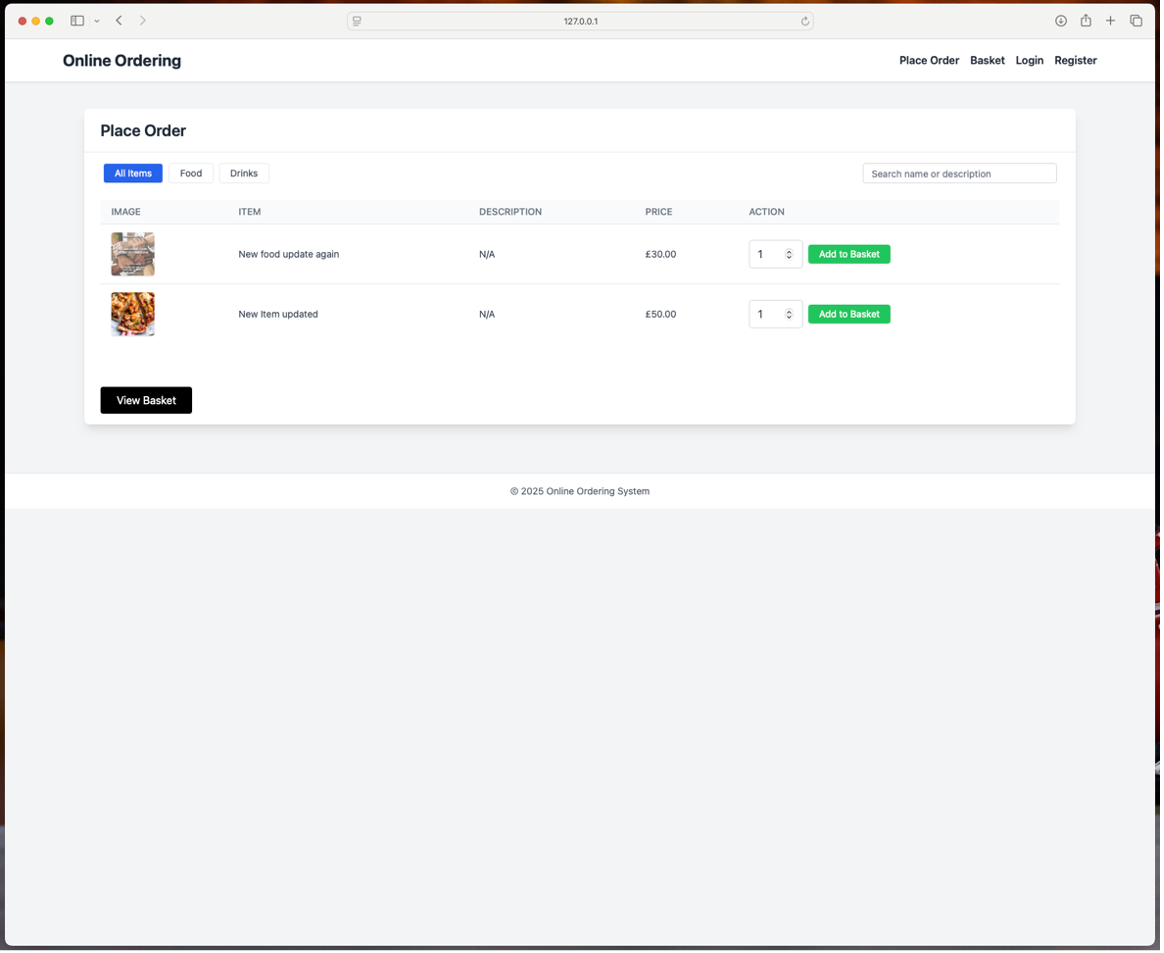 127.0.0.1
Online Ordering
Place Order Basket Login Register
Place Order
All Items Food Drinks Search name or description
IMAGE ITEM DESCRIPTION PRICE ACTION
New food update again N/A £30.00 1 Add to Basket
New Item updated N/A £50.00 1 Add to Basket
View Basket
© 2025 Online Ordering System